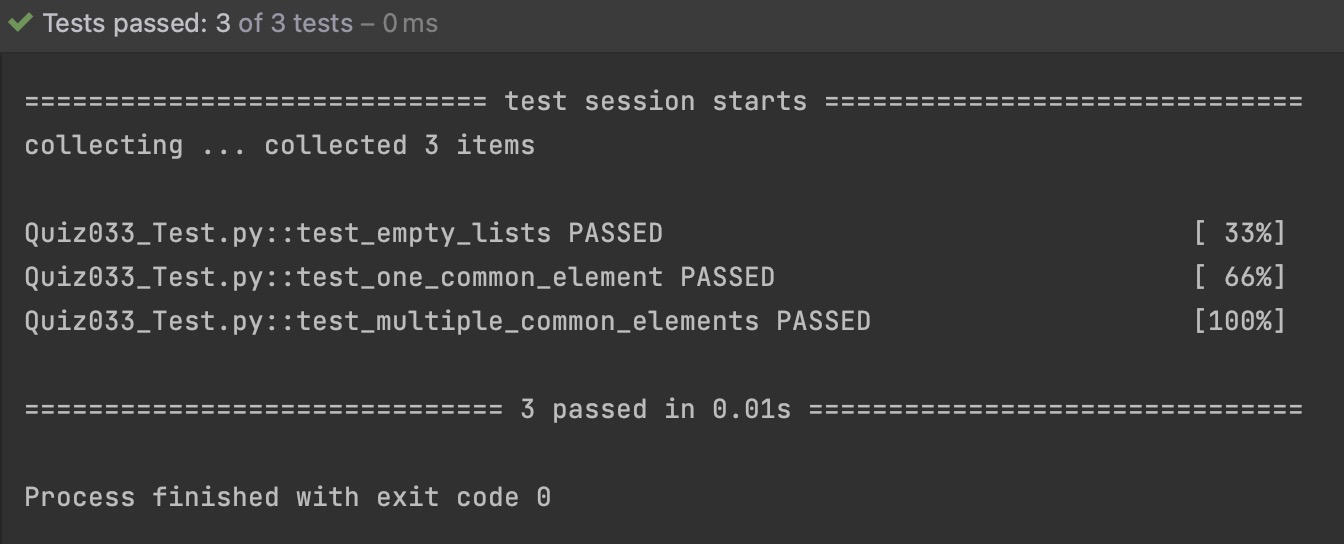 Tests passed: 3 of 3 tests – 0 ms
============================= test session starts ==============================
collecting ... collected 3 items
Quiz033_Test.py::test_empty_lists PASSED [ 33%]
Quiz033_Test.py::test_one_common_element PASSED [ 66%]
Quiz033_Test.py::test_multiple_common_elements PASSED [100%]
============================== 3 passed in 0.01s ===============================
Process finished with exit code 0